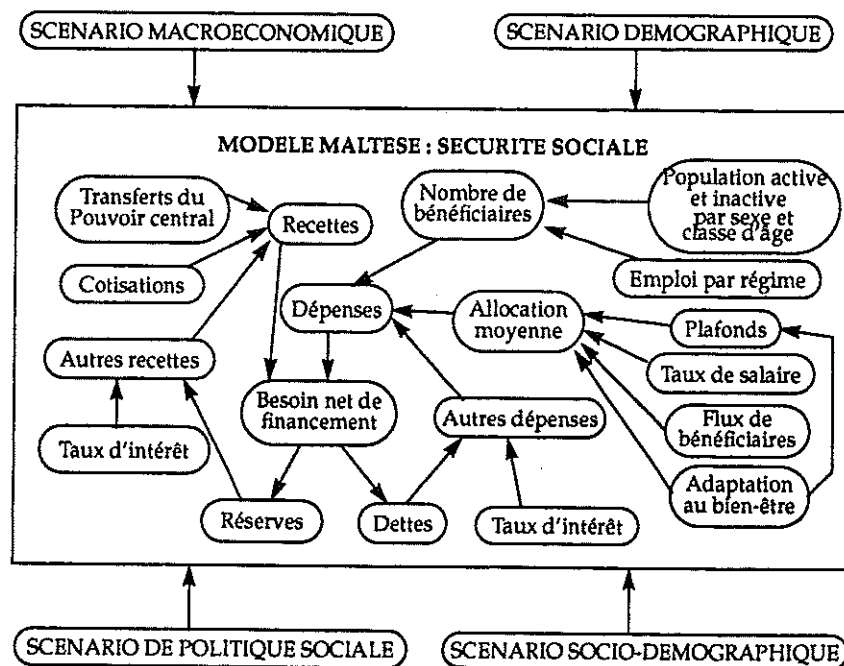 SCENARIO MACROECONOMIQUE
SCENARIO DEMOGRAPHIQUE
MODELE MALTESE : SECURITE SOCIALE
Transferts du
Pouvoir central
Recettes
Nombre de
bénéficiaires
Population active
et inactive
par sexe et
classe d'âge
Cotisations
Emploi par régime
Dépenses
Allocation
moyenne
Plafonds
Autres recettes
Taux de salaire
Besoin net de
financement
Autres dépenses
Flux de
bénéficiaires
Taux d'intérêt
Adaptation
au bien-être
Réserves
Dettes
Taux d'intérêt
SCENARIO DE POLITIQUE SOCIALE
SCENARIO SOCIO-DEMOGRAPHIQUE